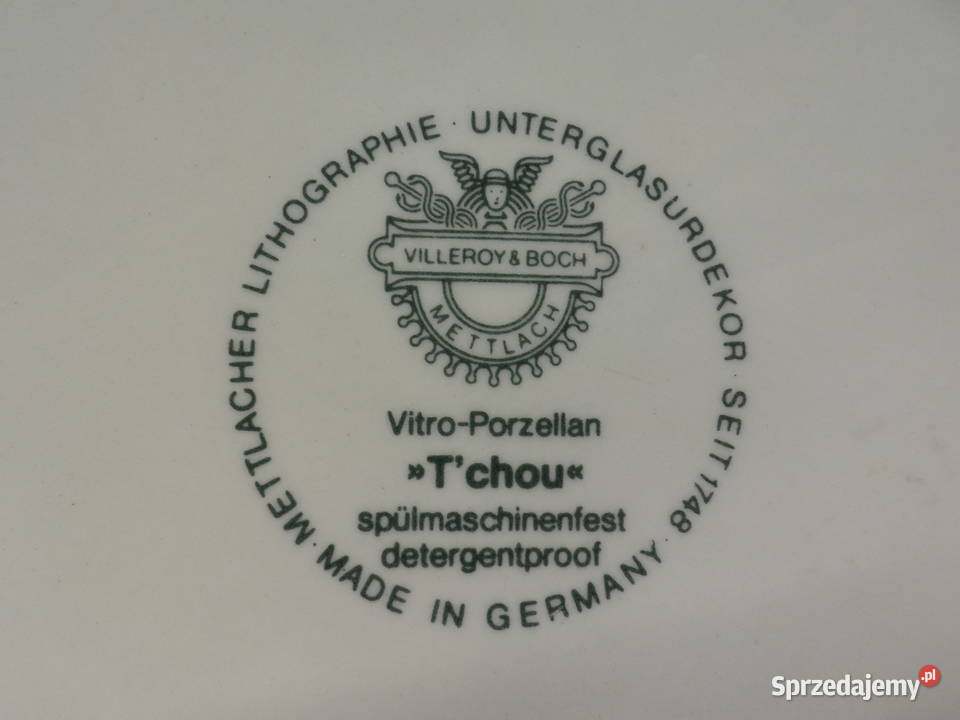 METTLACHER LITHOGRAPHIE · UNTERGLASURDEKOR · SEIT 1748 · MADE IN GERMANY ·
VILLEROY & BOCH
METTLACH
Vitro-Porzellan
»T'chou«
spülmaschinenfest
detergentproof
Sprzedajemy.pl